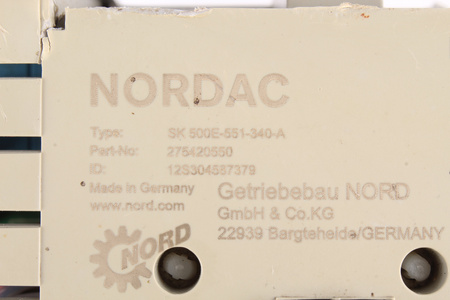 NORDAC
Type: SK 500E-551-340-A
Part-No: 275420550
ID: 12S304587379
Made in Germany
www.nord.com
Getriebebau NORD
GmbH & Co.KG
22939 Bargteheide/GERMANY
NORD